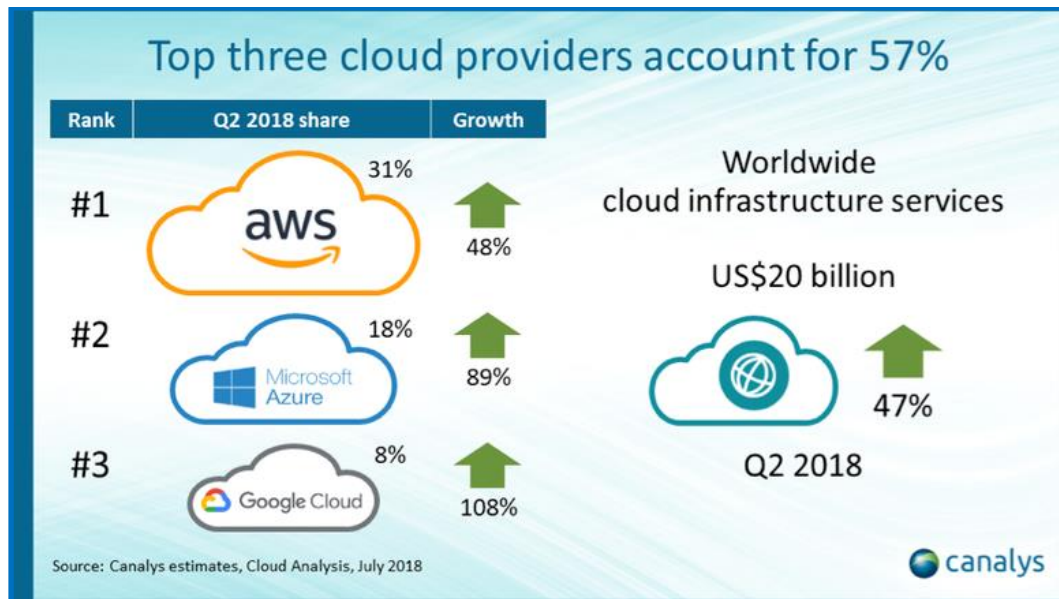 Top three cloud providers account for 57%
Rank Q2 2018 share Growth
#1 aws 31% 48%
#2 Microsoft Azure 18% 89%
#3 Google Cloud 8% 108%
Worldwide
cloud infrastructure services
US$20 billion
47%
Q2 2018
Source: Canalys estimates, Cloud Analysis, July 2018
canalys